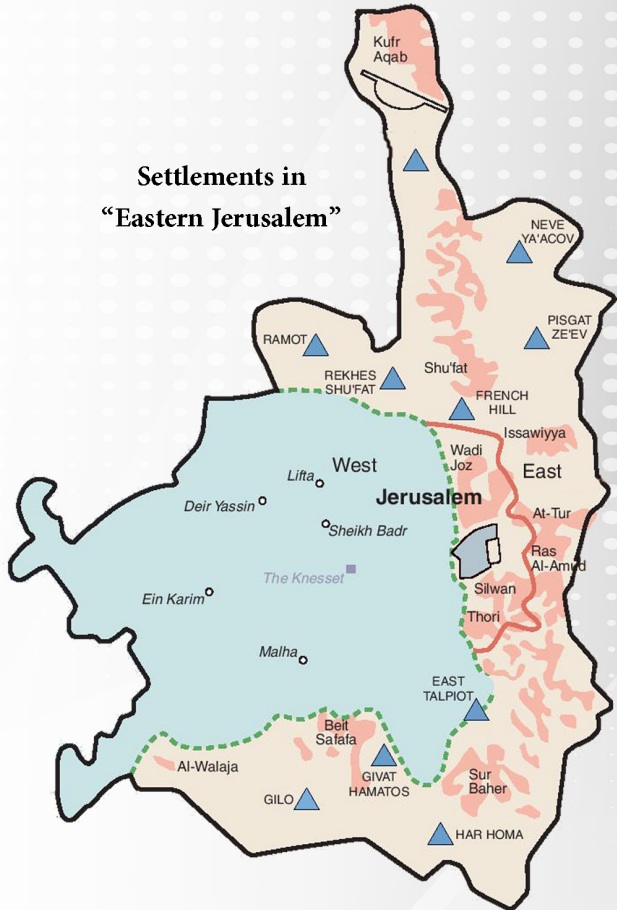 Kufr
Aqab
Settlements in
“Eastern Jerusalem”
NEVE
YA'ACOV
PISGAT
ZE'EV
RAMOT
REKHES
SHU'FAT
Shu'fat
FRENCH
HILL
Issawiyya
Wadi
Joz
East
West
Jerusalem
Lifta
Deir Yassin
Sheikh Badr
At-Tur
Ras
Al-Amud
The Knesset
Ein Karim
Silwan
Thori
Malha
EAST
TALPIOT
Beit
Safafa
Al-Walaja
GIVAT
HAMATOS
GILO
Sur
Baher
HAR HOMA